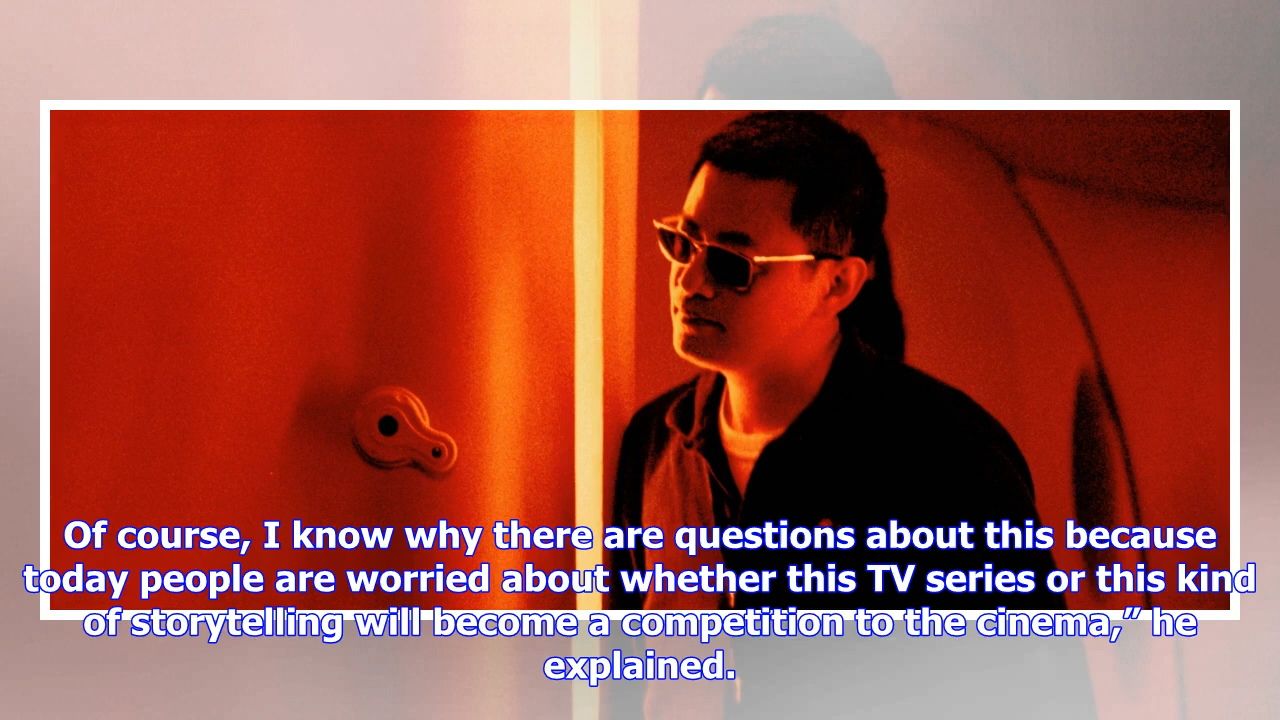 Of course, I know why there are questions about this because
today people are worried about whether this TV series or this kind
of storytelling will become a competition to the cinema,” he
explained.